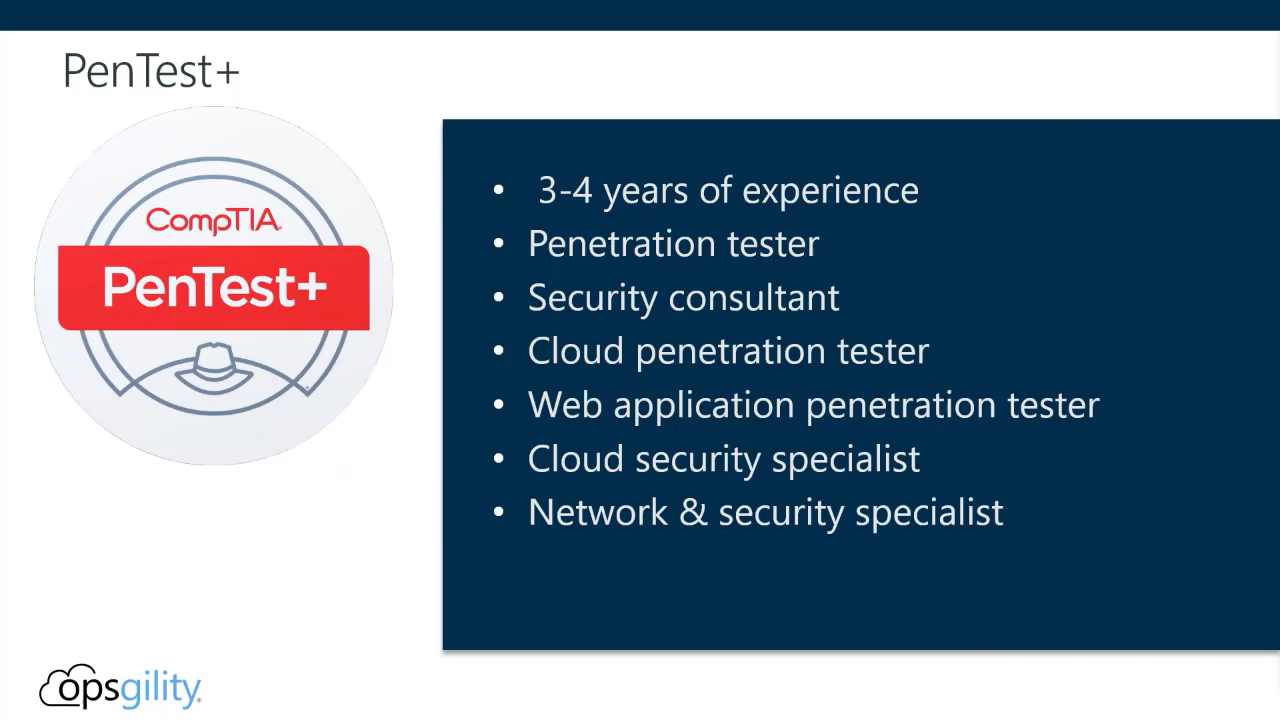 PenTest+
CompTIA.
PenTest+
• 3-4 years of experience
• Penetration tester
• Security consultant
• Cloud penetration tester
• Web application penetration tester
• Cloud security specialist
• Network & security specialist
opsgility®